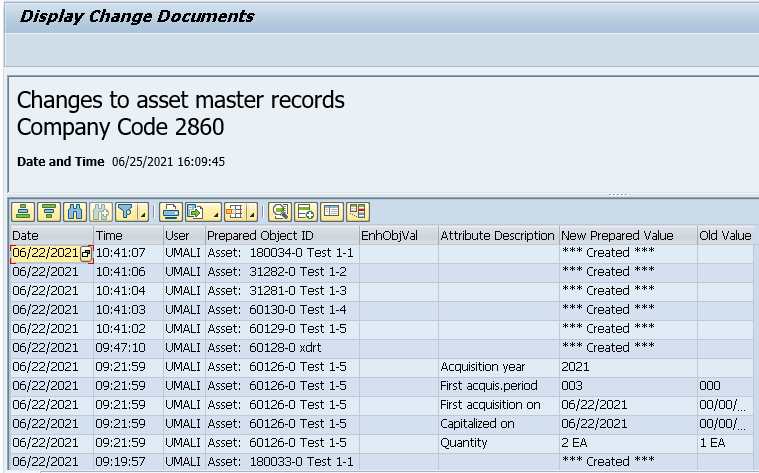 Display Change Documents
Changes to asset master records
Company Code 2860
Date and Time 06/25/2021 16:09:45
Date Time User Prepared Object ID EnhObjVal Attribute Description New Prepared Value Old Value
06/22/2021 10:41:07 UMALI Asset: 180034-0 Test 1-1 *** Created ***
06/22/2021 10:41:06 UMALI Asset: 31282-0 Test 1-2 *** Created ***
06/22/2021 10:41:04 UMALI Asset: 31281-0 Test 1-3 *** Created ***
06/22/2021 10:41:03 UMALI Asset: 60130-0 Test 1-4 *** Created ***
06/22/2021 10:41:02 UMALI Asset: 60129-0 Test 1-5 *** Created ***
06/22/2021 09:47:10 UMALI Asset: 60128-0 xdrt *** Created ***
06/22/2021 09:21:59 UMALI Asset: 60126-0 Test 1-5 Acquisition year 2021
06/22/2021 09:21:59 UMALI Asset: 60126-0 Test 1-5 First acquis.period 003 000
06/22/2021 09:21:59 UMALI Asset: 60126-0 Test 1-5 First acquisition on 06/22/2021 00/00/...
06/22/2021 09:21:59 UMALI Asset: 60126-0 Test 1-5 Capitalized on 06/22/2021 00/00/...
06/22/2021 09:21:59 UMALI Asset: 60126-0 Test 1-5 Quantity 2 EA 1 EA
06/22/2021 09:19:57 UMALI Asset: 180033-0 Test 1-1 *** Created ***